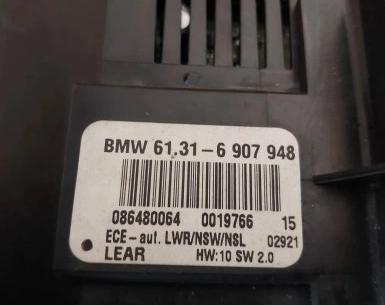 BMW 61.31- 6 907 948
086480064 0019766 15
ECE- aut. LWR/NSW/NSL 02921
LEAR HW:10 SW 2.0